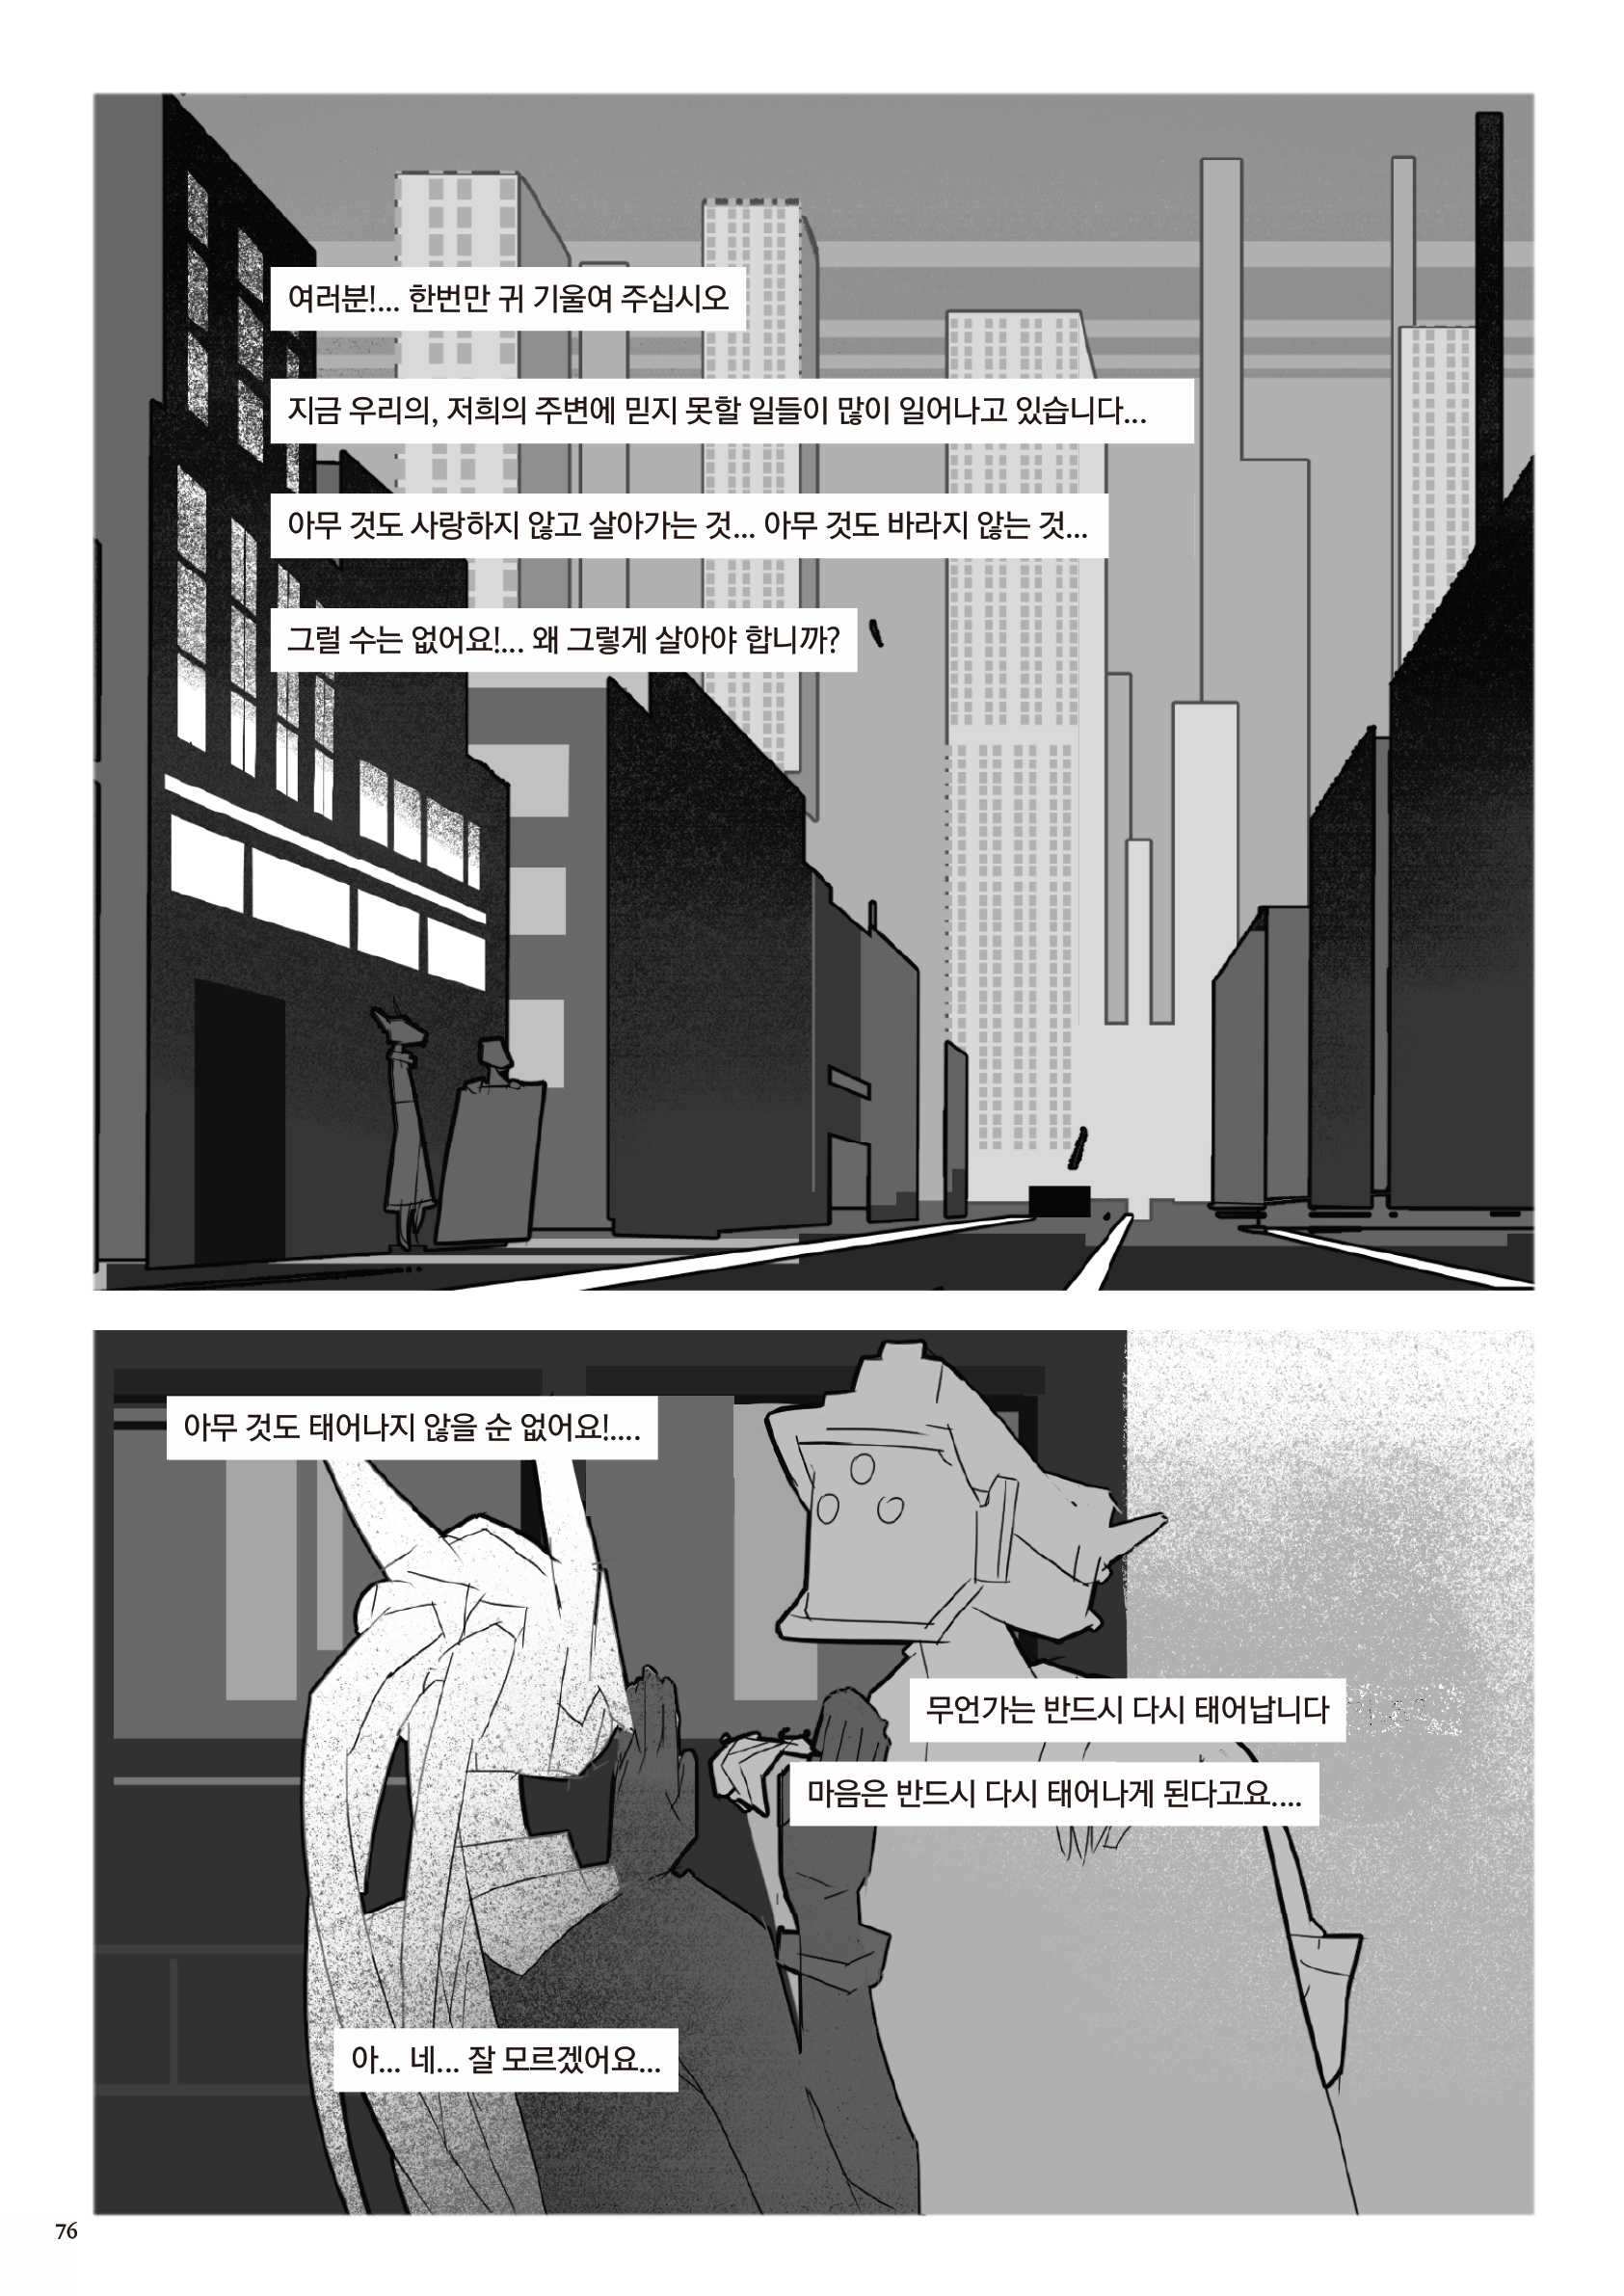 여러분!... 한번만 귀 기울여 주십시오
지금 우리의, 저희의 주변에 믿지 못할 일들이 많이 일어나고 있습니다...
아무 것도 사랑하지 않고 살아가는 것... 아무 것도 바라지 않는 것...
그럴 수는 없어요!... 왜 그렇게 살아야 합니까?
아무 것도 태어나지 않을 순 없어요!....
무언가는 반드시 다시 태어납니다
마음은 반드시 다시 태어나게 된다고요....
아... 네... 잘 모르겠어요...
76